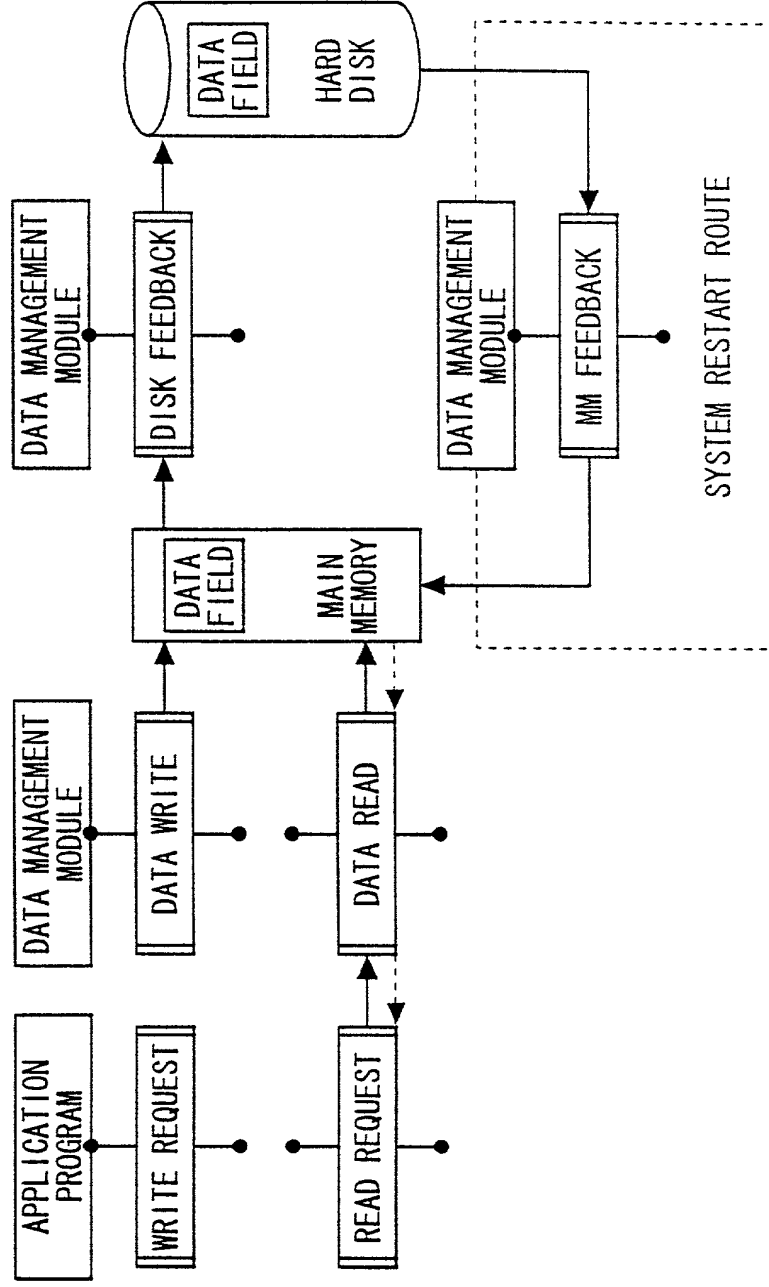 APPLICATION
PROGRAM
DATA MANAGEMENT
MODULE
DATA MANAGEMENT
MODULE
WRITE REQUEST
DATA WRITE
DISK FEEDBACK
DATA
FIELD
DATA
FIELD
READ REQUEST
DATA READ
MAIN
MEMORY
HARD
DISK
DATA MANAGEMENT
MODULE
MM FEEDBACK
SYSTEM RESTART ROUTE